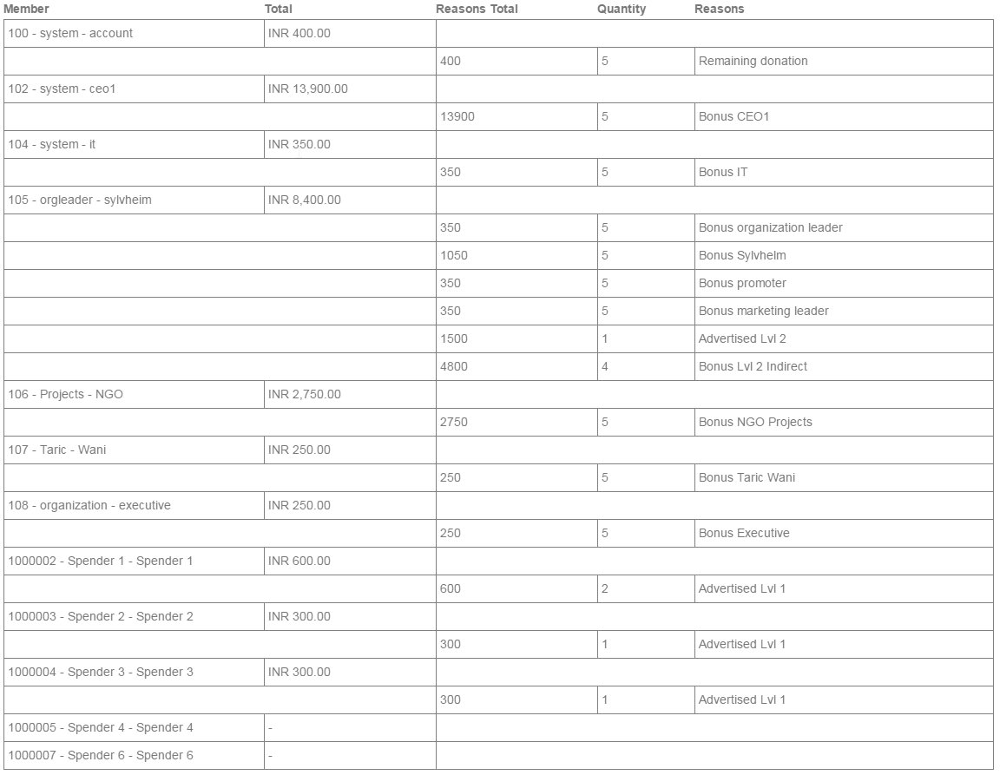 Member Total Reasons Total Quantity Reasons
100 - system - account INR 400.00
400 5 Remaining donation
102 - system - ceo1 INR 13,900.00
13900 5 Bonus CEO1
104 - system - it INR 350.00
350 5 Bonus IT
105 - orgleader - sylvheim INR 8,400.00
350 5 Bonus organization leader
1050 5 Bonus Sylvhelm
350 5 Bonus promoter
350 5 Bonus marketing leader
1500 1 Advertised Lvl 2
4800 4 Bonus Lvl 2 Indirect
106 - Projects - NGO INR 2,750.00
2750 5 Bonus NGO Projects
107 - Taric - Wani INR 250.00
250 5 Bonus Taric Wani
108 - organization - executive INR 250.00
250 5 Bonus Executive
1000002 - Spender 1 - Spender 1 INR 600.00
600 2 Advertised Lvl 1
1000003 - Spender 2 - Spender 2 INR 300.00
300 1 Advertised Lvl 1
1000004 - Spender 3 - Spender 3 INR 300.00
300 1 Advertised Lvl 1
1000005 - Spender 4 - Spender 4 -
1000007 - Spender 6 - Spender 6 -